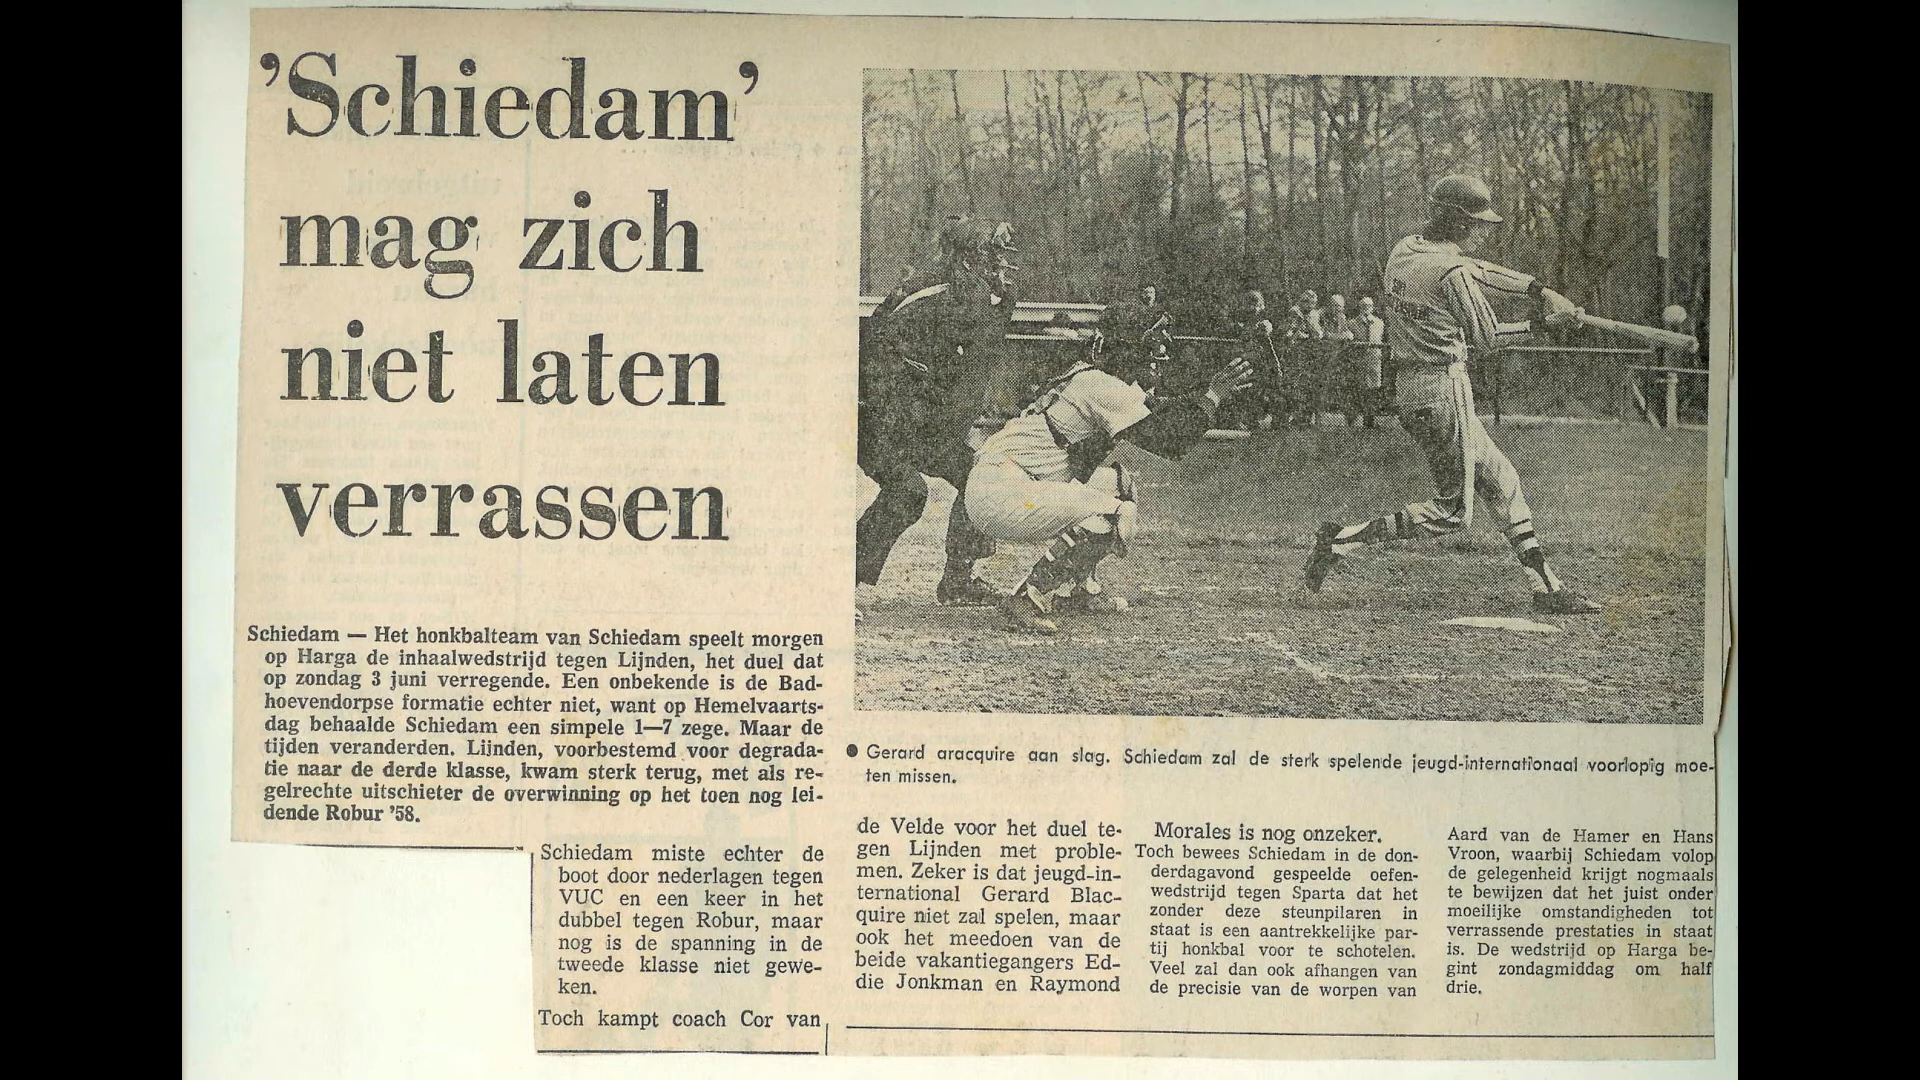 ’Schiedam’
mag zich
niet laten
verrassen
Schiedam — Het honkbalteam van Schiedam speelt morgen
op Harga de inhaalwedstrijd tegen Lijnden, het duel dat
op zondag 3 juni verregende. Een onbekende is de Bad-
hoevendorpse formatie echter niet, want op Hemelvaarts-
dag behaalde Schiedam een simpele 1—7 zege. Maar de
tijden veranderden. Lijnden, voorbestemd voor degrada-
tie naar de derde klasse, kwam sterk terug, met als re-
gelrechte uitschieter de overwinning op het toen nog lei-
dende Robur ’58.
Schiedam miste echter de
boot door nederlagen tegen
VUC en een keer in het
dubbel tegen Robur, maar
nog is de spanning in de
tweede klasse niet gewe-
ken.
Toch kampt coach Cor van
● Gerard aracquire aan slag. Schiedam zal de sterk spelende jeugd-internationaal voorlopig moe-
ten missen.
de Velde voor het duel te-
gen Lijnden met proble-
men. Zeker is dat jeugd-in-
ternational Gerard Blac-
quire niet zal spelen, maar
ook het meedoen van de
beide vakantiegangers Ed-
die Jonkman en Raymond
Morales is nog onzeker.
Toch bewees Schiedam in de don-
derdagavond gespeelde oefen-
wedstrijd tegen Sparta dat het
zonder deze steunpilaren in
staat is een aantrekkelijke par-
tij honkbal voor te schotelen.
Veel zal dan ook afhangen van
de precisie van de worpen van
Aard van de Hamer en Hans
Vroon, waarbij Schiedam volop
de gelegenheid krijgt nogmaals
te bewijzen dat het juist onder
moeilijke omstandigheden tot
verrassende prestaties in staat
is. De wedstrijd op Harga be-
gint zondagmiddag om half
drie.